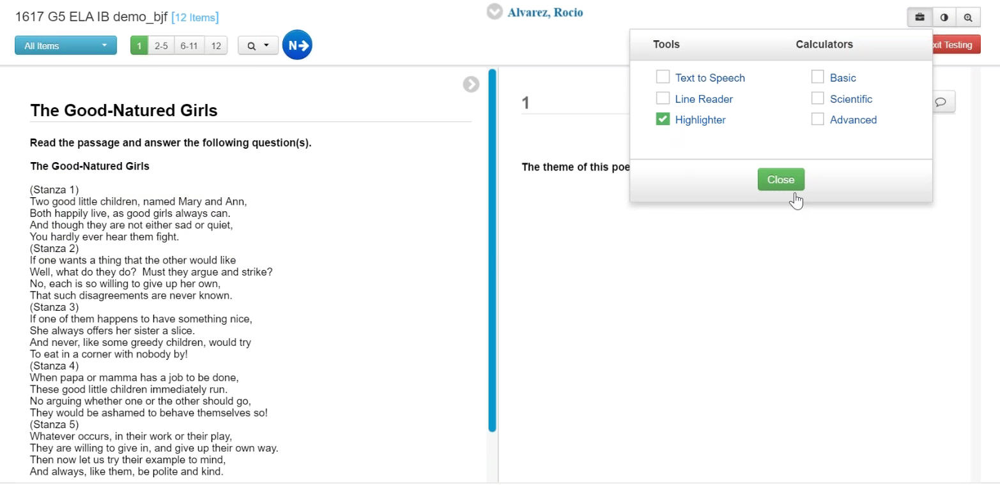 1617 G5 ELA IB demo_bjf [12 Items]
Alvarez, Rocio
All Items
1 2-5 6-11 12
N
Exit Testing
Tools Calculators
Text to Speech Basic
Line Reader Scientific
Highlighter Advanced
Close
The Good-Natured Girls
Read the passage and answer the following question(s).
The Good-Natured Girls
(Stanza 1)
Two good little children, named Mary and Ann,
Both happily live, as good girls always can.
And though they are not either sad or quiet,
You hardly ever hear them fight.
(Stanza 2)
If one wants a thing that the other would like
Well, what do they do?  Must they argue and strike?
No, each is so willing to give up her own,
That such disagreements are never known.
(Stanza 3)
If one of them happens to have something nice,
She always offers her sister a slice.
And never, like some greedy children, would try
To eat in a corner with nobody by!
(Stanza 4)
When papa or mamma has a job to be done,
These good little children immediately run.
No arguing whether one or the other should go,
They would be ashamed to behave themselves so!
(Stanza 5)
Whatever occurs, in their work or their play,
They are willing to give in, and give up their own way.
Then now let us try their example to mind,
And always, like them, be polite and kind.
1
The theme of this poe